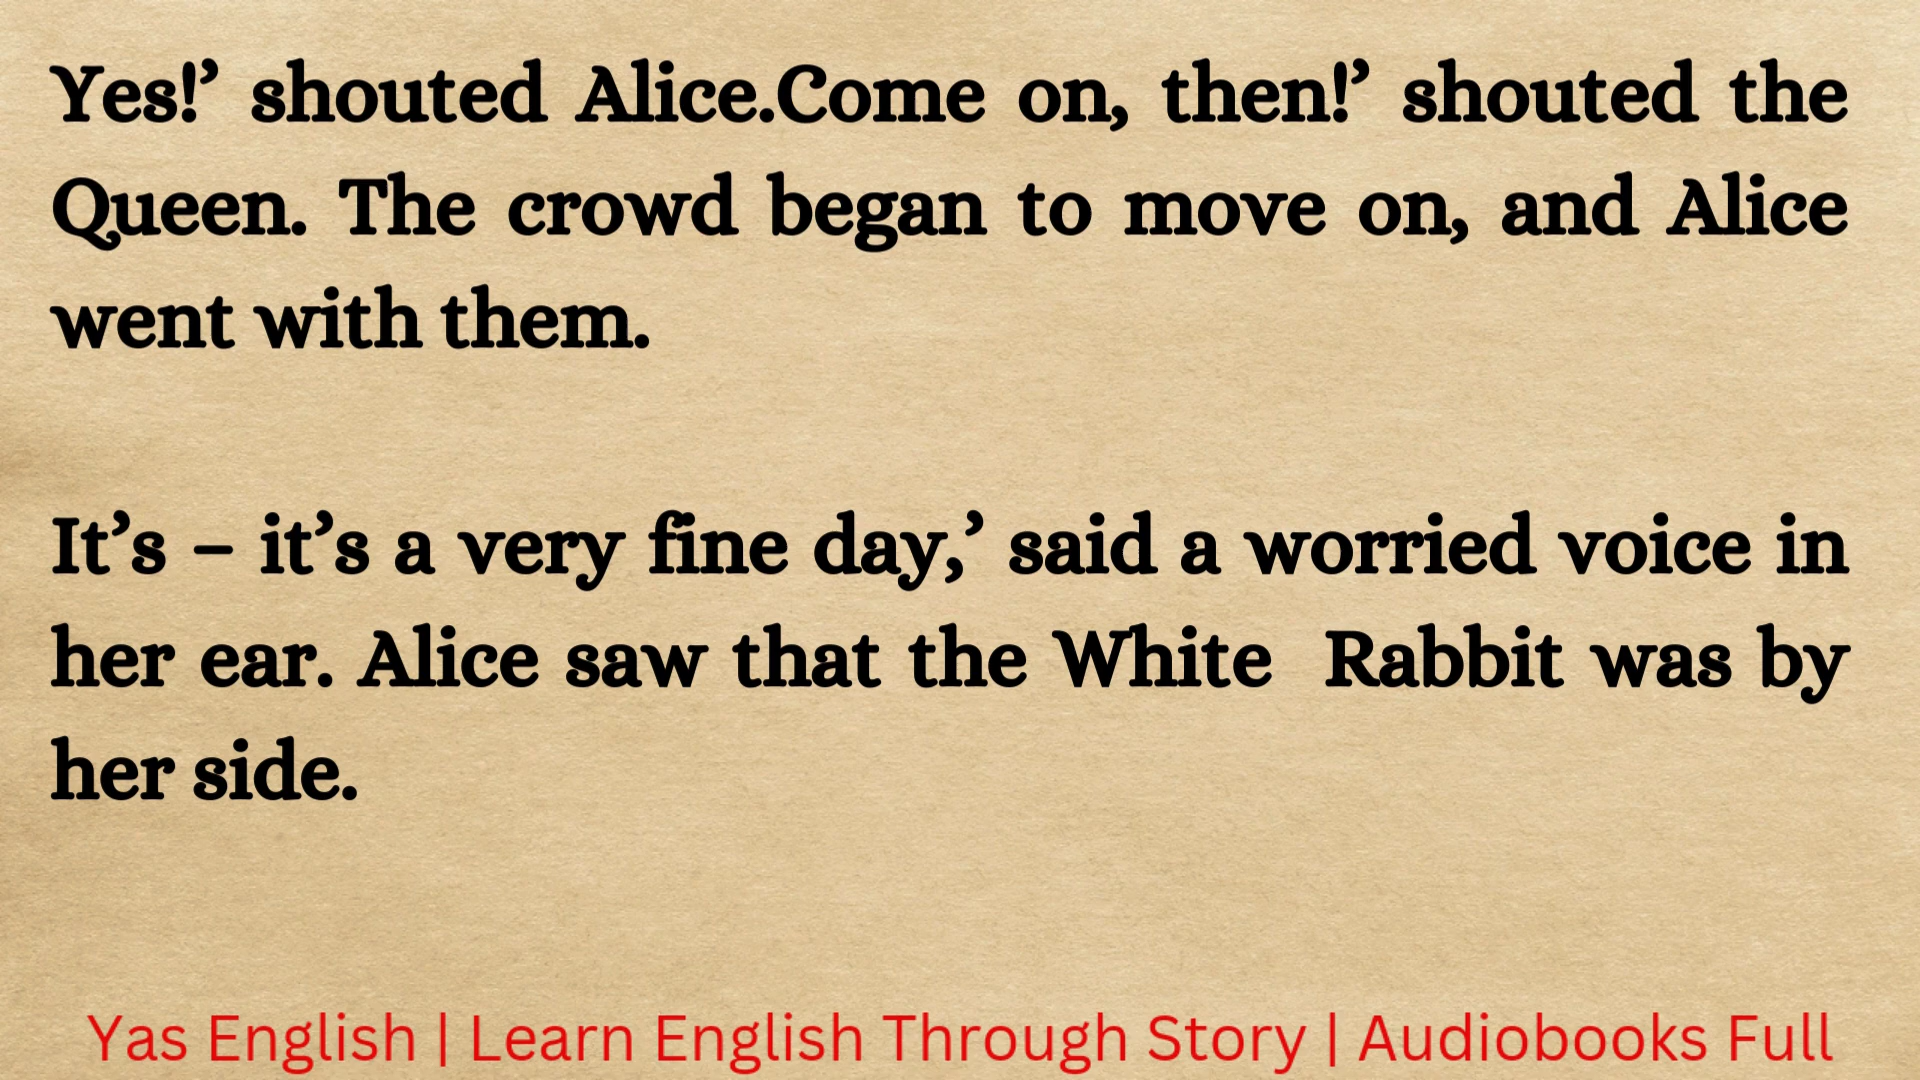 Yes!’ shouted Alice.Come on, then!’ shouted the
Queen. The crowd began to move on, and Alice
went with them.
It’s – it’s a very fine day,’ said a worried voice in
her ear. Alice saw that the White  Rabbit was by
her side.
Yas English | Learn English Through Story | Audiobooks Full